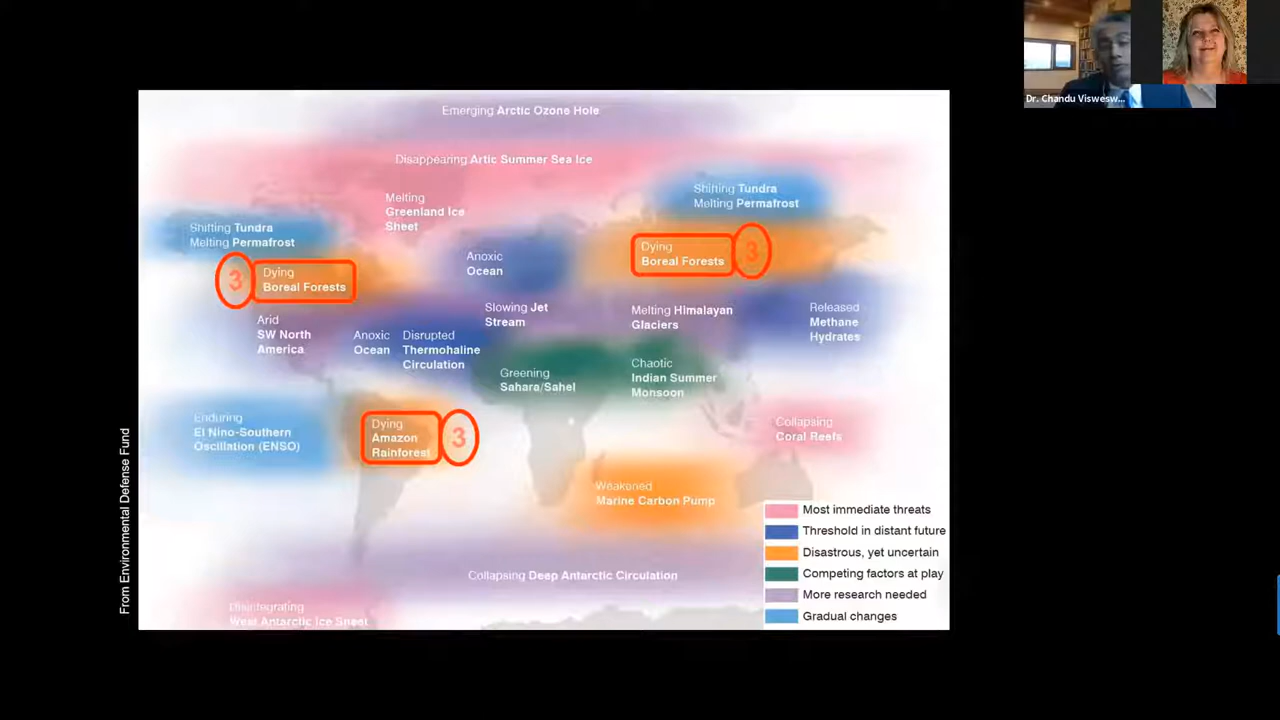 Dr. Chandu Viswesw...
Emerging Arctic Ozone Hole
Disappearing Artic Summer Sea Ice
Shifting Tundra
Melting Permafrost
Melting
Greenland Ice
Sheet
Shifting Tundra
Melting Permafrost
Dying
Boreal Forests
3
Anoxic
Ocean
3
Dying
Boreal Forests
Slowing Jet
Stream
Melting Himalayan
Glaciers
Released
Methane
Hydrates
Arid
SW North
America
Anoxic
Ocean
Disrupted
Thermohaline
Circulation
Greening
Sahara/Sahel
Chaotic
Indian Summer
Monsoon
Enduring
El Nino-Southern
Oscillation (ENSO)
Dying
Amazon
Rainforest
3
Collapsing
Coral Reefs
Weakened
Marine Carbon Pump
Collapsing Deep Antarctic Circulation
Disintegrating
West Antarctic Ice Sheet
Most immediate threats
Threshold in distant future
Disastrous, yet uncertain
Competing factors at play
More research needed
Gradual changes
From Environmental Defense Fund